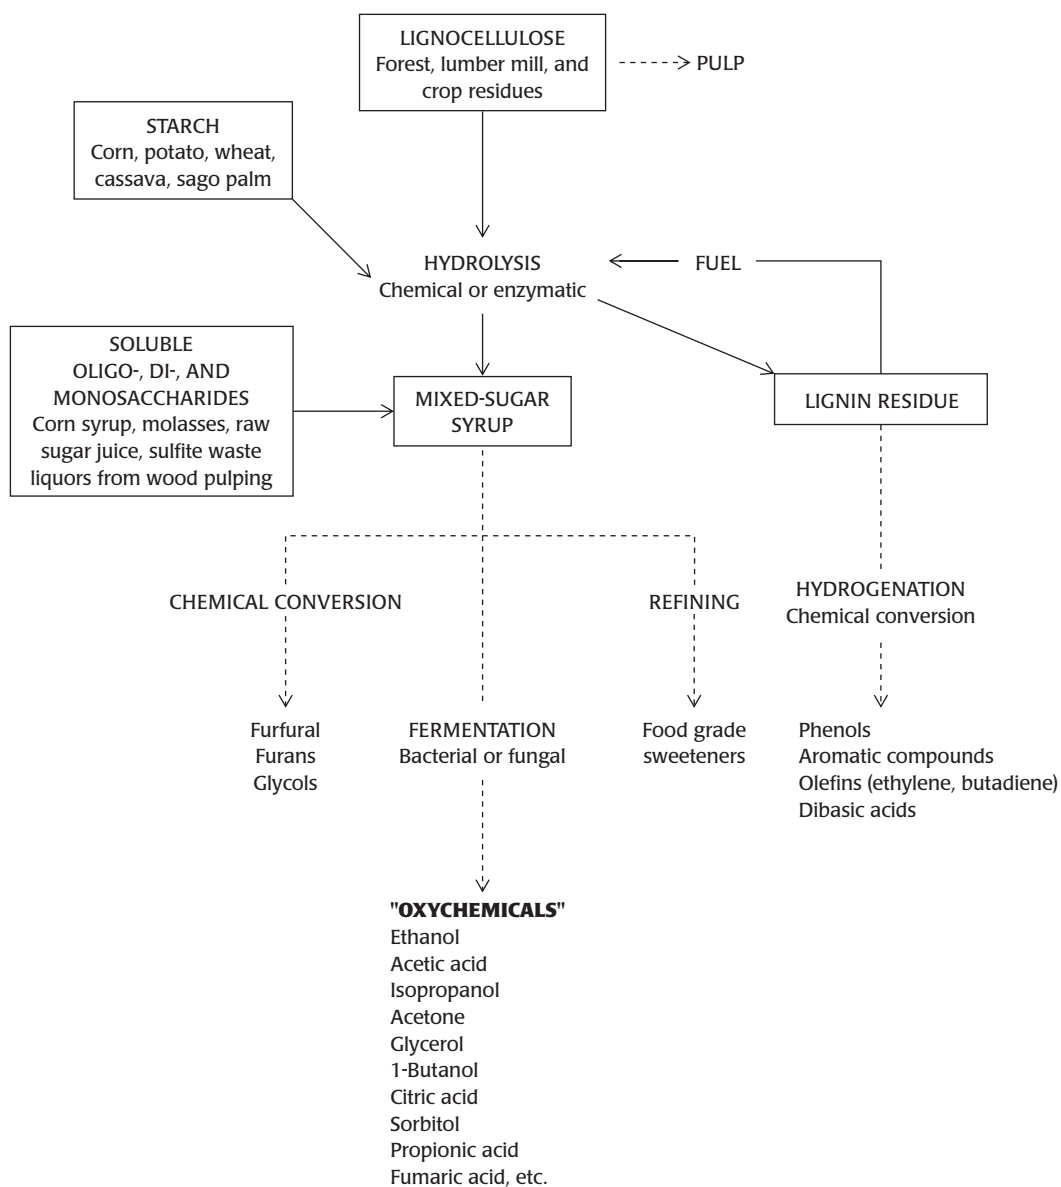 LIGNOCELLULOSE
Forest, lumber mill, and
crop residues
PULP
STARCH
Corn, potato, wheat,
cassava, sago palm
HYDROLYSIS
Chemical or enzymatic
FUEL
SOLUBLE
OLIGO-, DI-, AND
MONOSACCHARIDES
Corn syrup, molasses, raw
sugar juice, sulfite waste
liquors from wood pulping
MIXED-SUGAR
SYRUP
LIGNIN RESIDUE
CHEMICAL CONVERSION
REFINING
HYDROGENATION
Chemical conversion
Furfural
Furans
Glycols
FERMENTATION
Bacterial or fungal
Food grade
sweeteners
Phenols
Aromatic compounds
Olefins (ethylene, butadiene)
Dibasic acids
"OXYCHEMICALS"
Ethanol
Acetic acid
Isopropanol
Acetone
Glycerol
1-Butanol
Citric acid
Sorbitol
Propionic acid
Fumaric acid, etc.